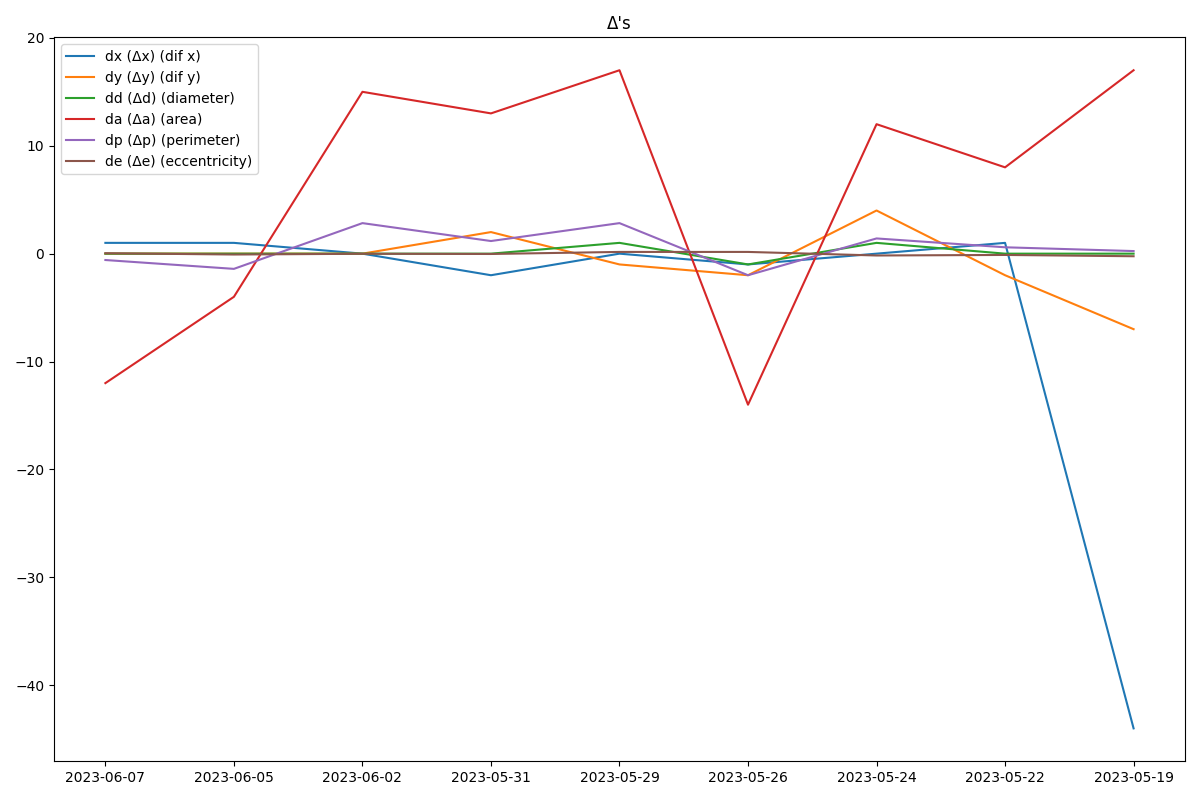 Δ's
dx (Δx) (dif x)
dy (Δy) (dif y)
dd (Δd) (diameter)
da (Δa) (area)
dp (Δp) (perimeter)
de (Δe) (eccentricity)
20
10
0
−10
−20
−30
−40
2023-06-07 2023-06-05 2023-06-02 2023-05-31 2023-05-29 2023-05-26 2023-05-24 2023-05-22 2023-05-19